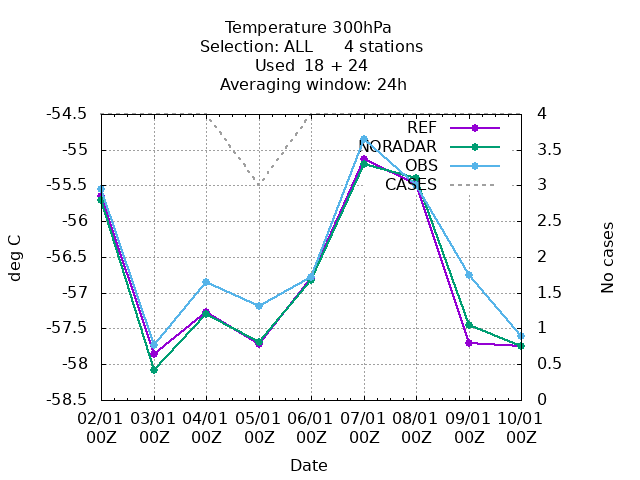 Temperature 300hPa
Selection: ALL      4 stations
Used  18 + 24
Averaging window: 24h
REF
NORADAR
OBS
CASES
-54.5
-55
-55.5
-56
-56.5
-57
-57.5
-58
-58.5
4
3.5
3
2.5
2
1.5
1
0.5
0
deg C
No cases
02/01 03/01 04/01 05/01 06/01 07/01 08/01 09/01 10/01
00Z 00Z 00Z 00Z 00Z 00Z 00Z 00Z 00Z
Date